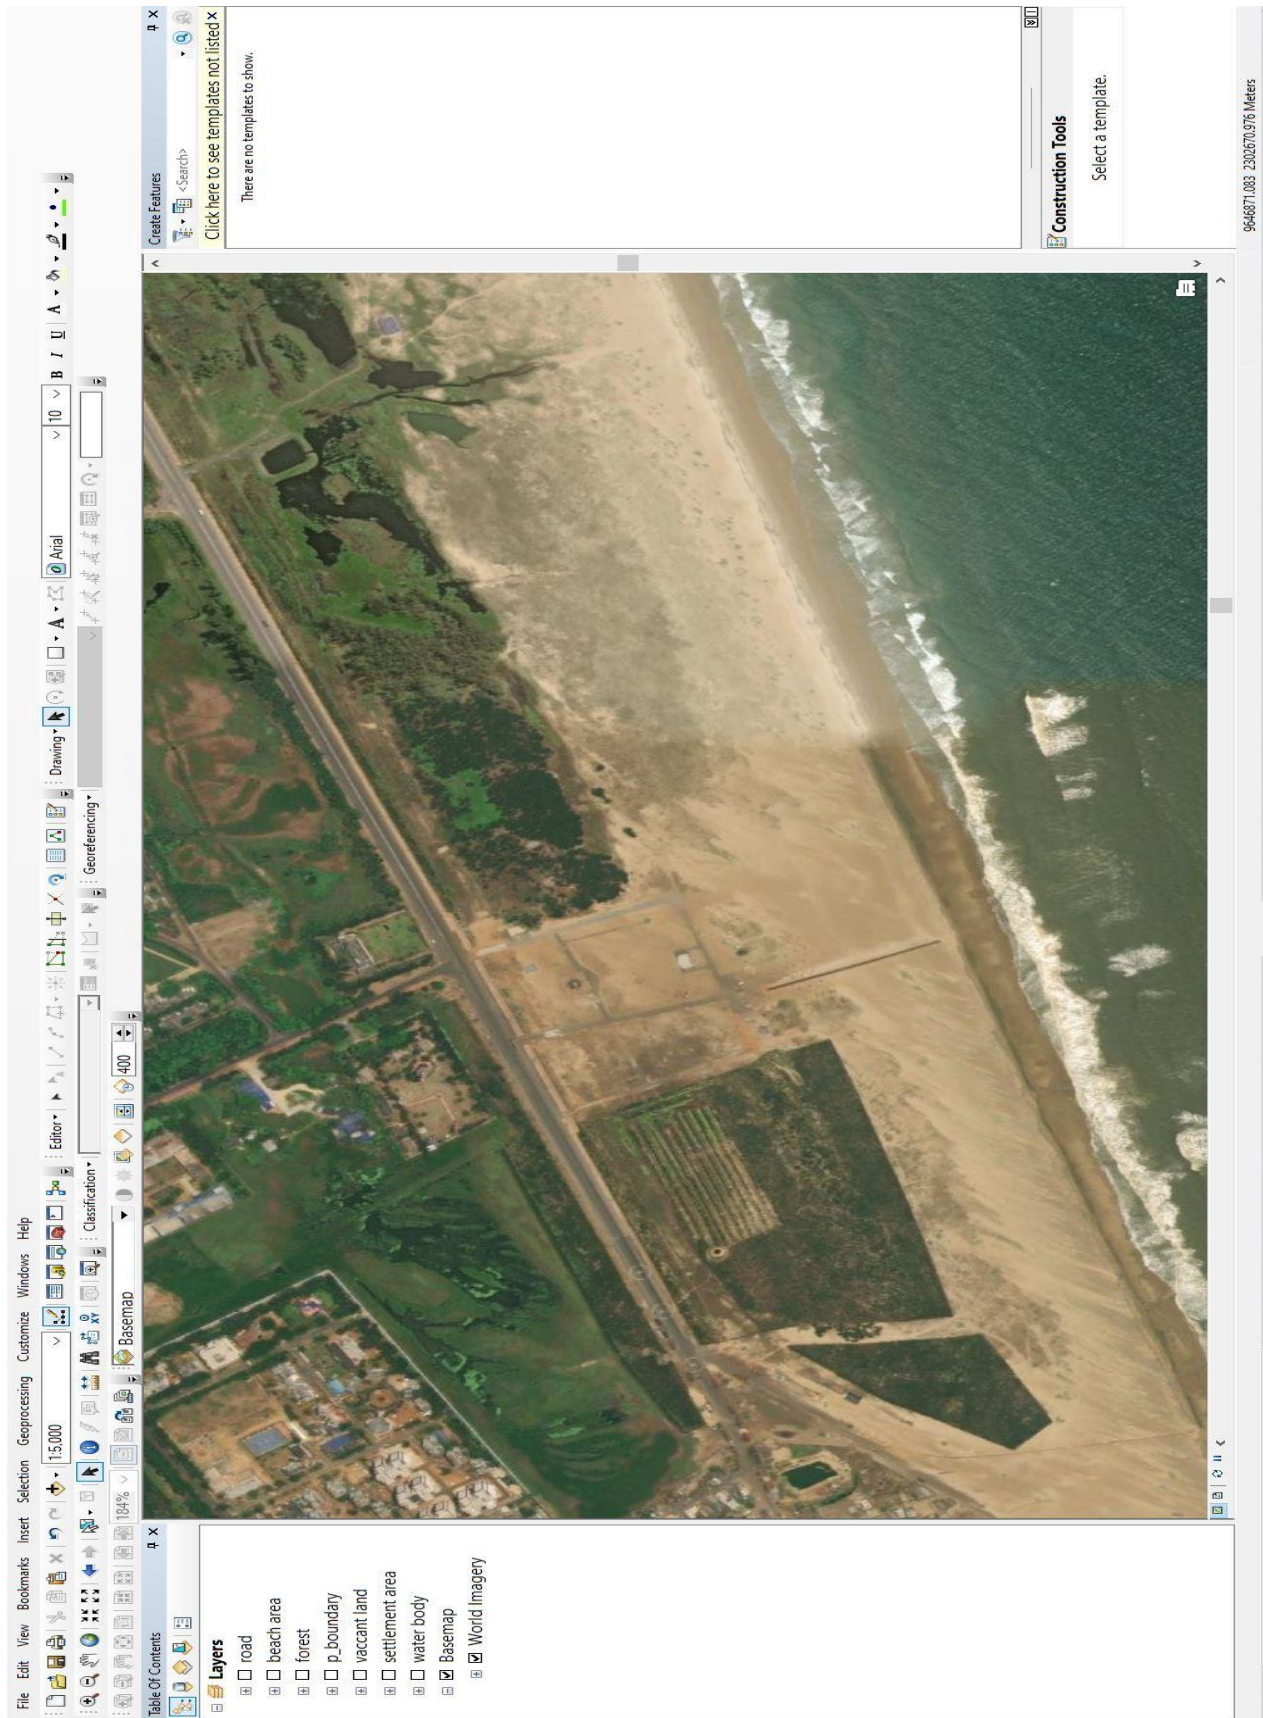 File Edit View Bookmarks Insert Selection Geoprocessing Customize Windows Help
1:5,000
Editor
Drawing
Arial
10
B I U A
184%
Classification
Georeferencing
Basemap
400
Table Of Contents
Layers
road
beach area
forest
p_boundary
vaccant land
settlement area
water body
Basemap
World Imagery
Create Features
<Search>
Click here to see templates not listed
There are no templates to show.
Construction Tools
Select a template.
9646871.083 2302670.976 Meters